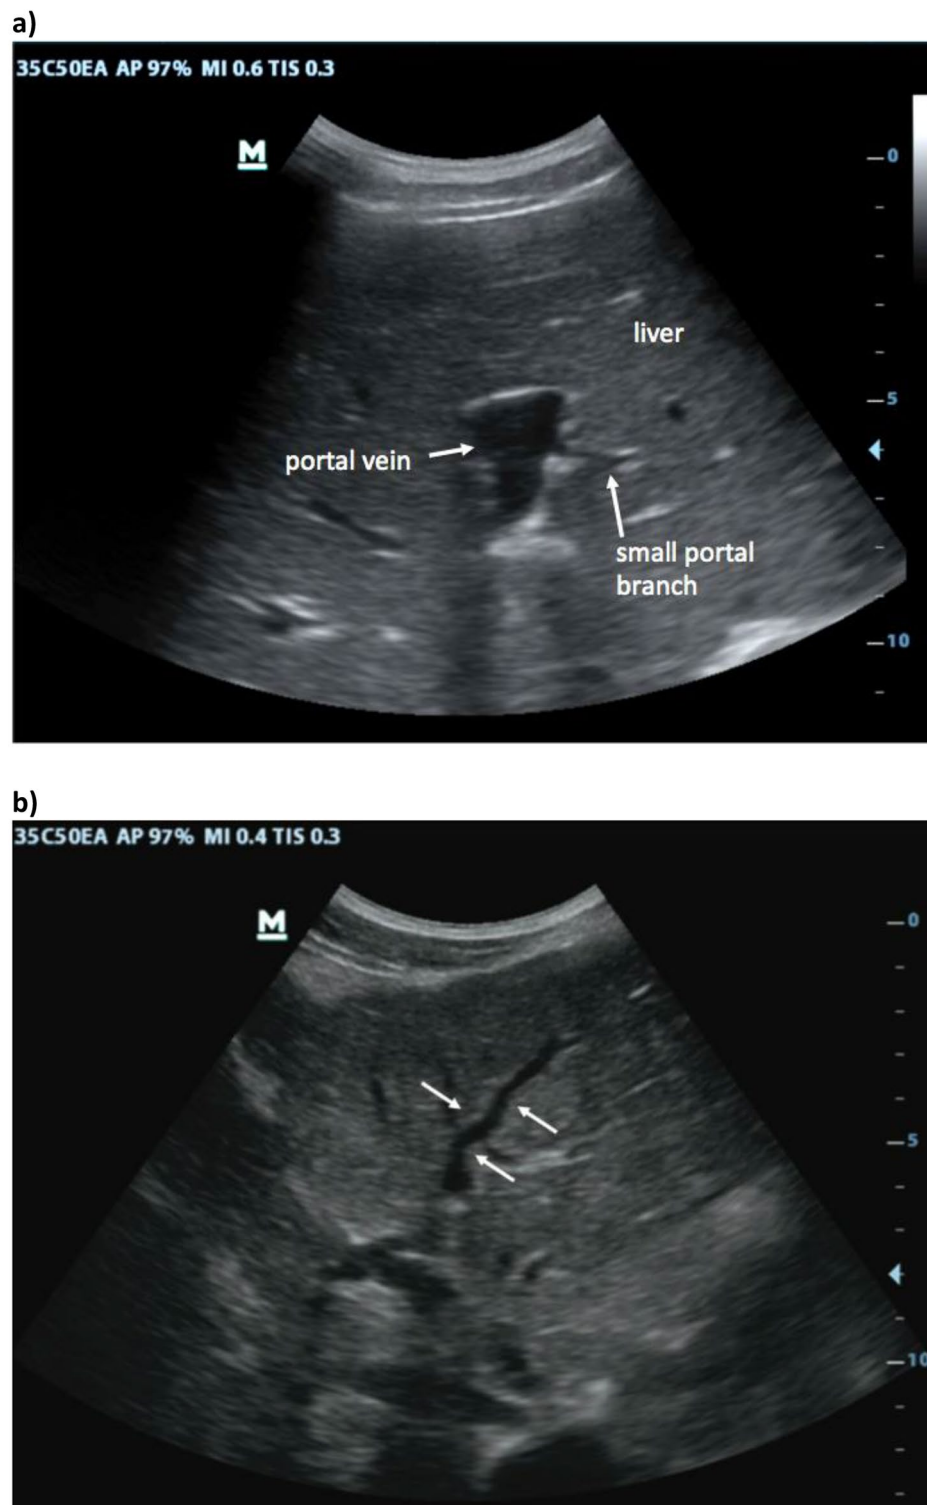 a)
35C50EA AP 97% MI 0.6 TIS 0.3
M
0
liver
5
portal vein
small portal
branch
10
b)
35C50EA AP 97% MI 0.4 TIS 0.3
M
0
5
10